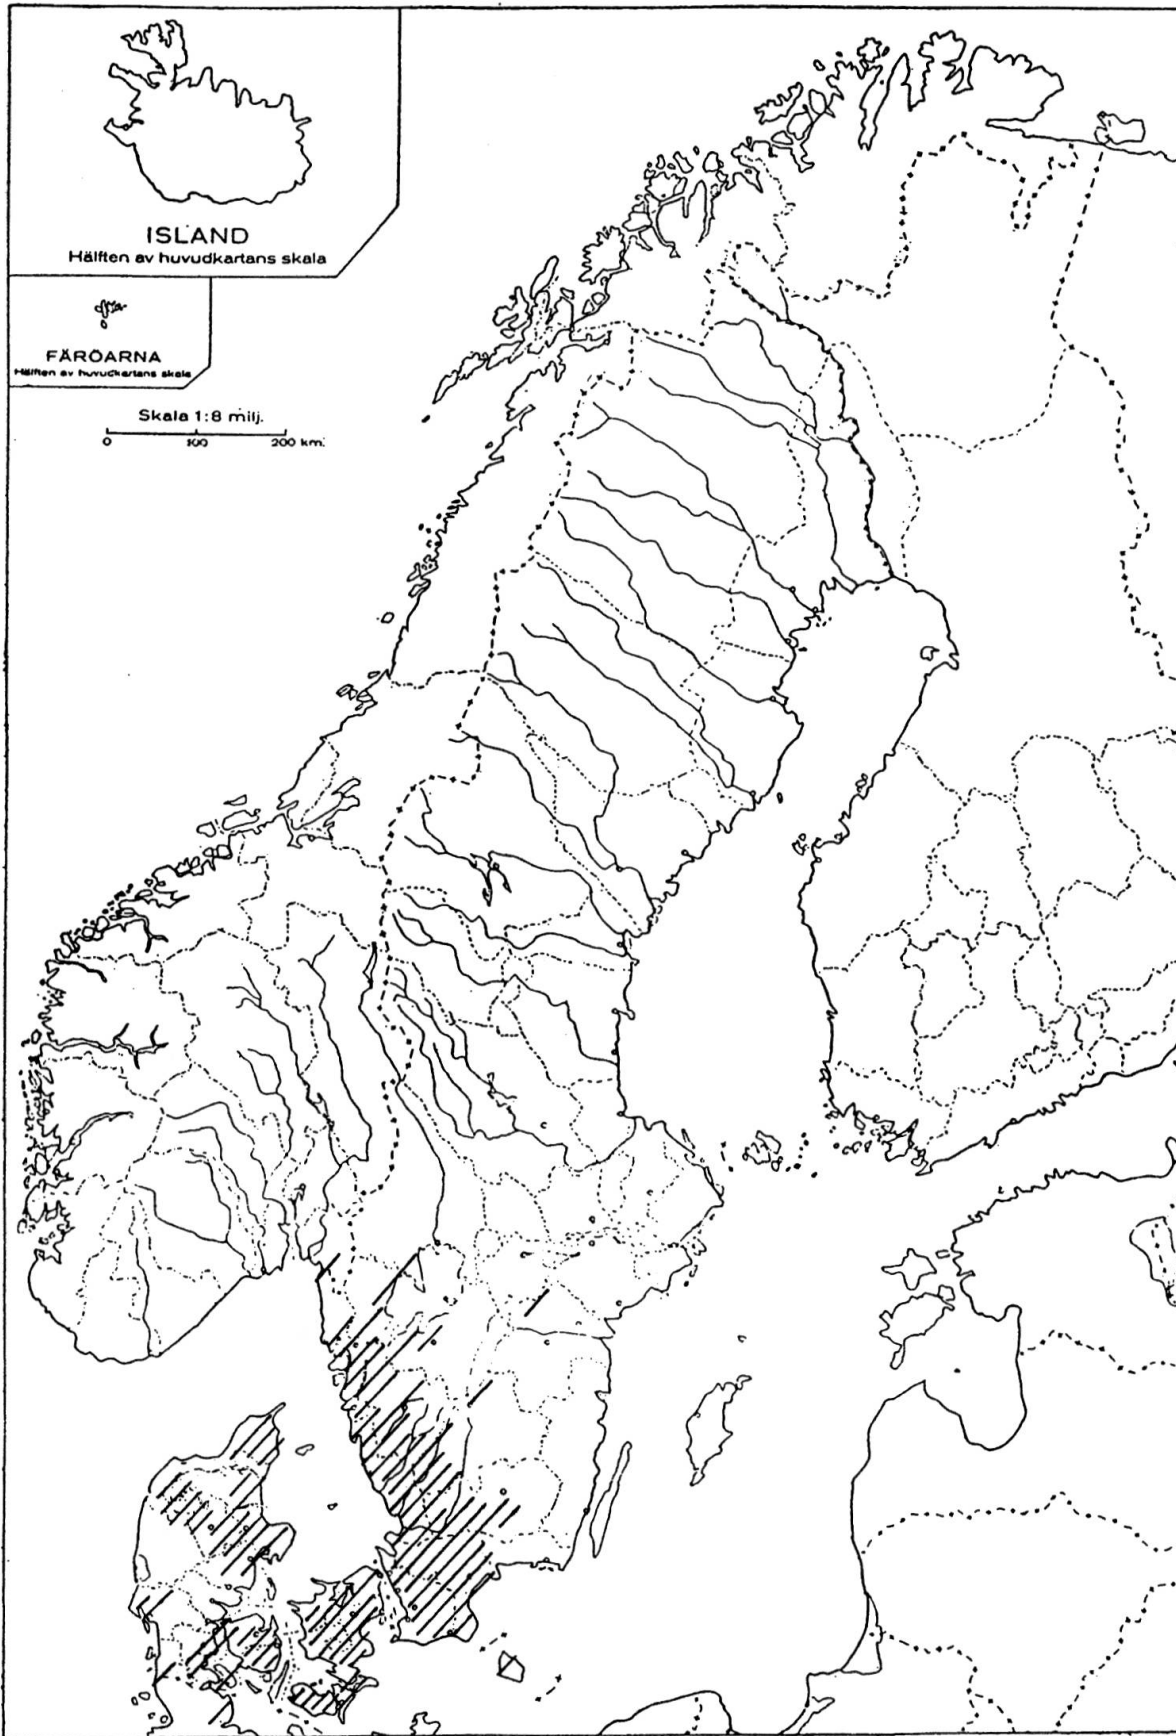 ISLAND
Hälften av huvudkartans skala
FÄRÖARNA
Hälften av huvudkartans skala
Skala 1:8 milj.
0 100 200 km.